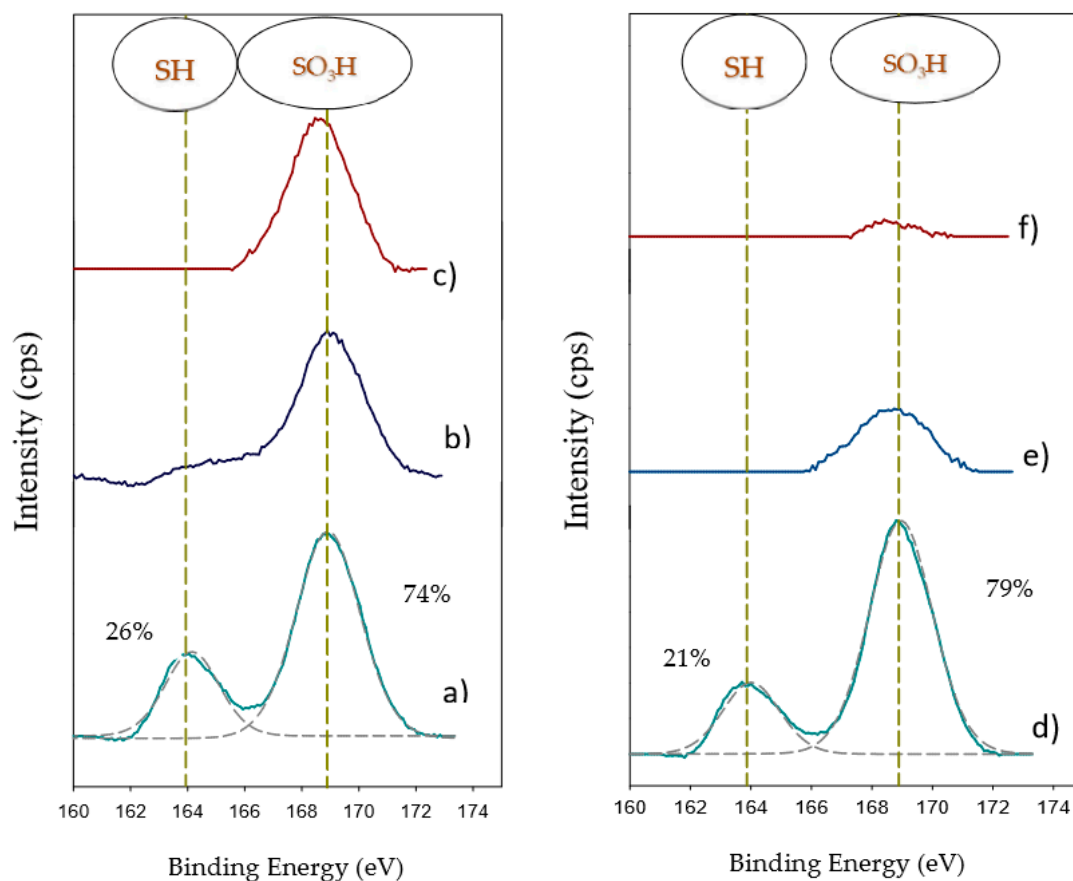 SH
SO₃H
c)
b)
74%
26%
a)
160 162 164 166 168 170 172 174
Binding Energy (eV)
Intensity (cps)
SH
SO₃H
f)
e)
79%
21%
d)
160 162 164 166 168 170 172 174
Binding Energy (eV)
Intensity (cps)